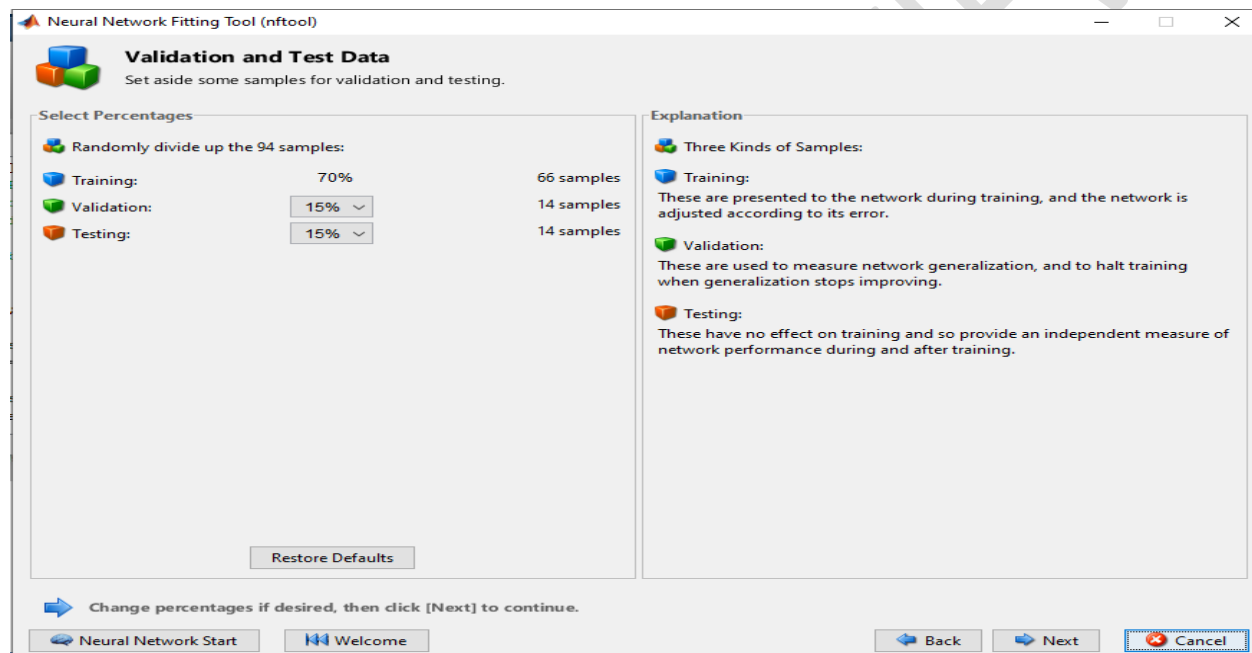 Neural Network Fitting Tool (nftool)
Validation and Test Data
Set aside some samples for validation and testing.
Select Percentages
Randomly divide up the 94 samples:
Training: 70% 66 samples
Validation: 15% 14 samples
Testing: 15% 14 samples
Restore Defaults
Explanation
Three Kinds of Samples:
Training:
These are presented to the network during training, and the network is
adjusted according to its error.
Validation:
These are used to measure network generalization, and to halt training
when generalization stops improving.
Testing:
These have no effect on training and so provide an independent measure of
network performance during and after training.
Change percentages if desired, then click [Next] to continue.
Neural Network Start Welcome Back Next Cancel